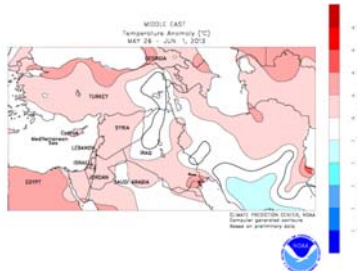 MIDDLE EAST
Temperature Anomaly (°C)
MAY 26 - JUN 1, 2013
GEORGIA
TURKEY
Cyprus
Mediterranean
Sea
SYRIA
LEBANON
ISRAEL
IRAQ
JORDAN
EGYPT
SAUDI ARABIA
CLIMATE PREDICTION CENTER, NOAA
Computer generated contours
Based on preliminary data
NOAA